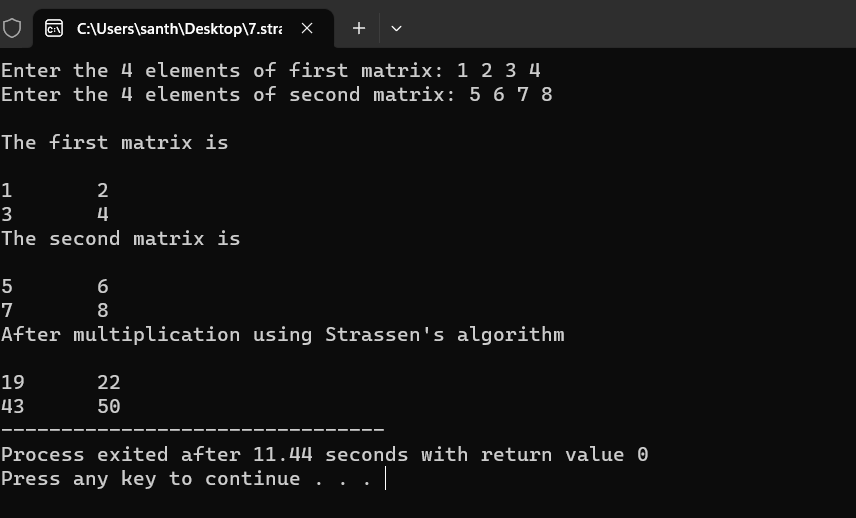 C:\Users\santh\Desktop\7.stra
Enter the 4 elements of first matrix: 1 2 3 4
Enter the 4 elements of second matrix: 5 6 7 8
The first matrix is
1 2
3 4
The second matrix is
5 6
7 8
After multiplication using Strassen's algorithm
19 22
43 50
--------------------------------
Process exited after 11.44 seconds with return value 0
Press any key to continue . . .